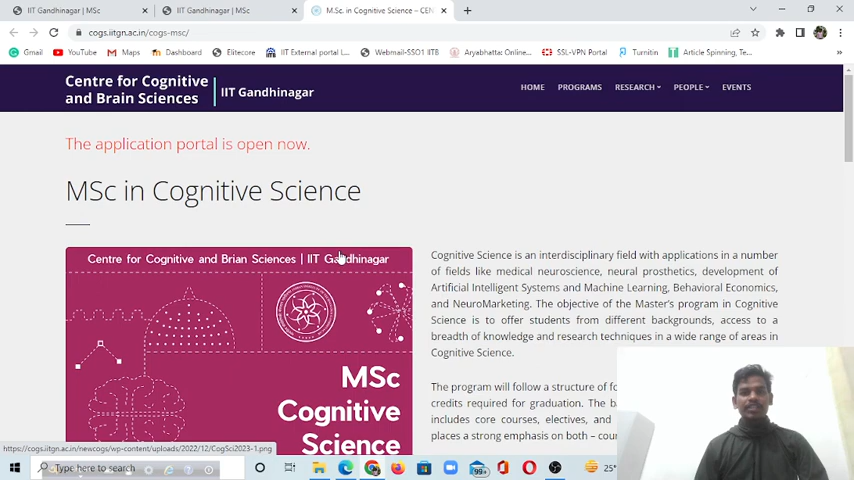 IIT Gandhinagar | MSc
IIT Gandhinagar | MSc
M.Sc. in Cognitive Science – CEN
cogs.iitgn.ac.in/cogs-msc/
Gmail
YouTube
Maps
Dashboard
Elitecore
IIT External portal l...
Webmail-SSO1 IITB
Aryabhatta: Online...
SSL-VPN Portal
Turnitin
Article Spinning, Te...
Centre for Cognitive
and Brain Sciences
IIT Gandhinagar
HOME
PROGRAMS
RESEARCH
PEOPLE
EVENTS
The application portal is open now.
MSc in Cognitive Science
Centre for Cognitive and Brian Sciences | IIT Gandhinagar
MSc
Cognitive
Science
Cognitive Science is an interdisciplinary field with applications in a number
of fields like medical neuroscience, neural prosthetics, development of
Artificial Intelligent Systems and Machine Learning, Behavioral Economics,
and NeuroMarketing. The objective of the Master's program in Cognitive
Science is to offer students from different backgrounds, access to a
breadth of knowledge and research techniques in a wide range of areas in
Cognitive Science.
The program will follow a structure of
credits required for graduation. The
includes core courses, electives, and
places a strong emphasis on both –
https://cogs.iitgn.ac.in/newcogs/wp-content/uploads/2022/12/CogSci2023-1.png
Type here to search
99+
25°